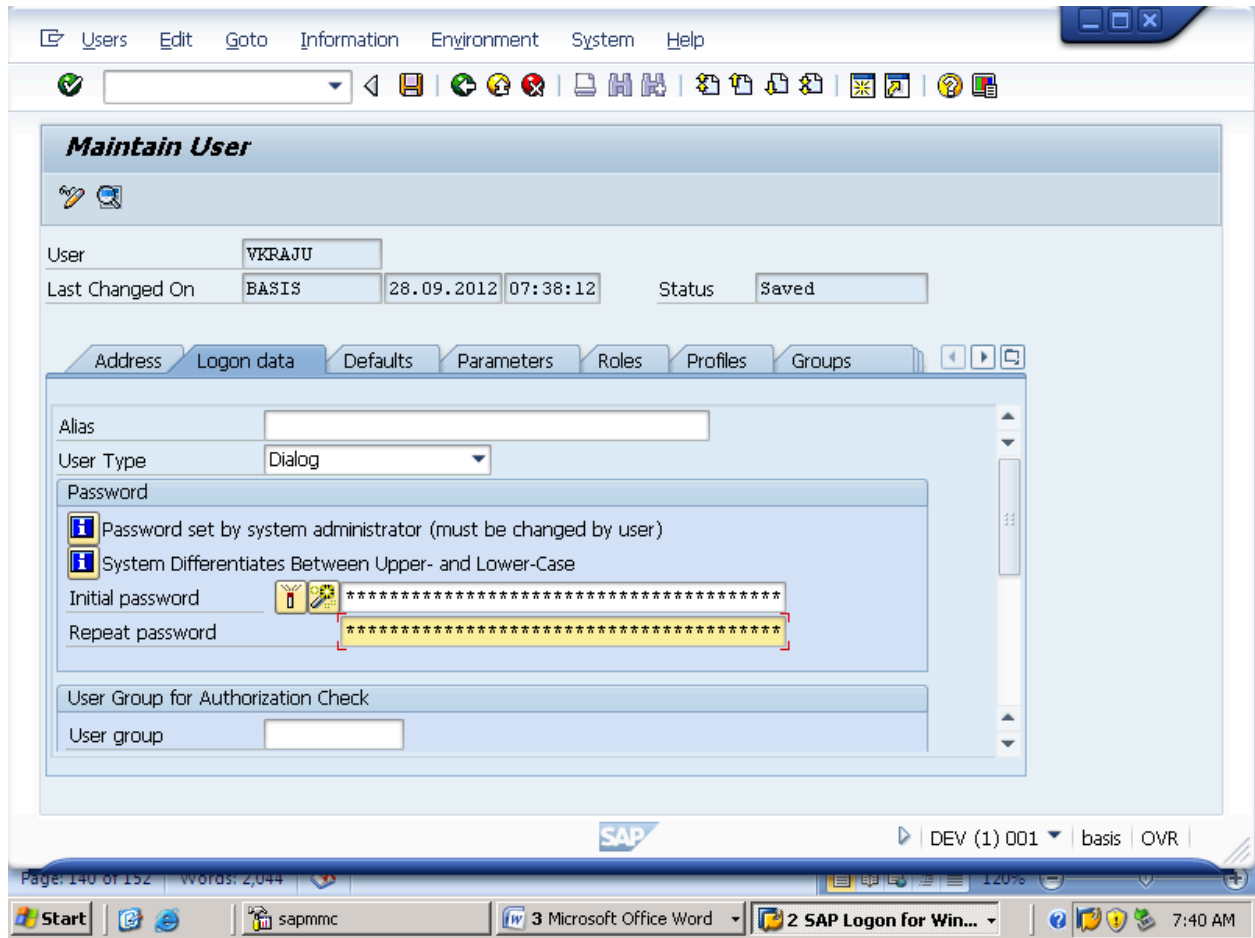 Users Edit Goto Information Environment System Help
Maintain User
User VKRAJU
Last Changed On BASIS 28.09.2012 07:38:12 Status Saved
Address Logon data Defaults Parameters Roles Profiles Groups
Alias
User Type Dialog
Password
Password set by system administrator (must be changed by user)
System Differentiates Between Upper- and Lower-Case
Initial password ****************************************
Repeat password ****************************************
User Group for Authorization Check
User group
SAP DEV (1) 001 basis OVR
Page: 140 of 152 Words: 2,044 120%
Start sapmmc 3 Microsoft Office Word 2 SAP Logon for Win... 7:40 AM